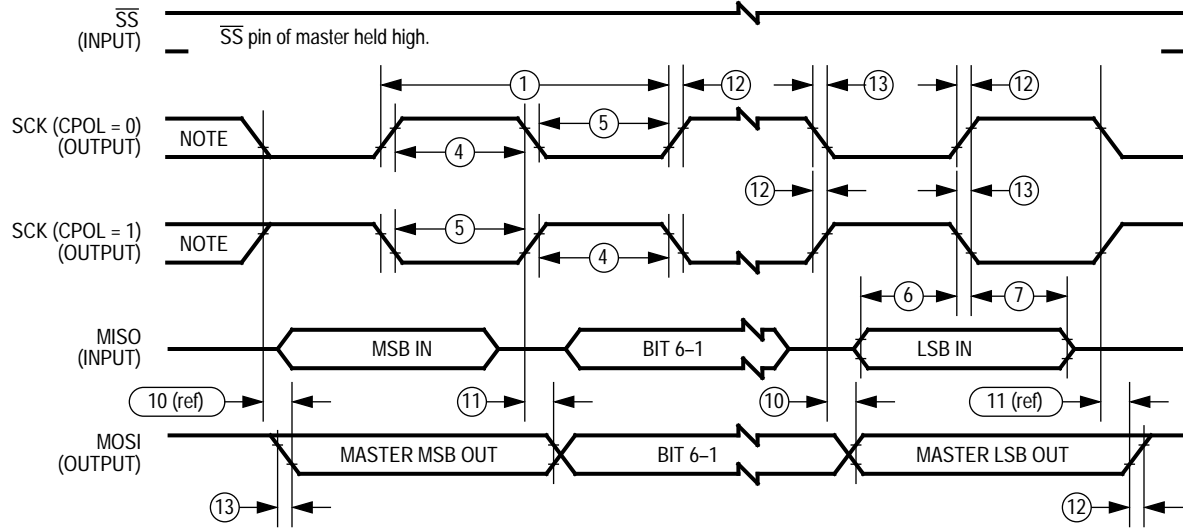 SS
(INPUT)
SS pin of master held high.
1
12
13
12
SCK (CPOL = 0)
(OUTPUT)
NOTE
5
4
12
13
SCK (CPOL = 1)
(OUTPUT)
NOTE
5
4
6
7
MISO
(INPUT)
MSB IN
BIT 6–1
LSB IN
10 (ref)
11
10
11 (ref)
MOSI
(OUTPUT)
MASTER MSB OUT
BIT 6–1
MASTER LSB OUT
13
12